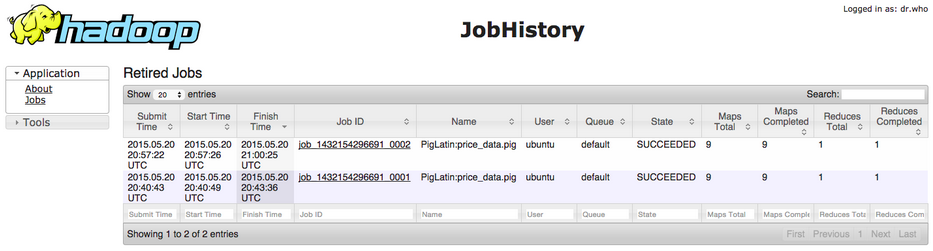 hadoop
JobHistory
Logged in as: dr.who
Application
About
Jobs
Tools
Retired Jobs
Show 20 entries
Search:
Submit Time Start Time Finish Time Job ID Name User Queue State Maps Total Maps Completed Reduces Total Reduces Completed
2015.05.20 20:57:22 UTC 2015.05.20 20:57:26 UTC 2015.05.20 21:00:25 UTC job_1432154296691_0002 PigLatin:price_data.pig ubuntu default SUCCEEDED 9 9 1 1
2015.05.20 20:40:43 UTC 2015.05.20 20:40:49 UTC 2015.05.20 20:43:36 UTC job_1432154296691_0001 PigLatin:price_data.pig ubuntu default SUCCEEDED 9 9 1 1
Submit Time Start Time Finish Time Job ID Name User Queue State Maps Total Maps Comple Reduces Tota Reduces Com
Showing 1 to 2 of 2 entries
First Previous 1 Next Last